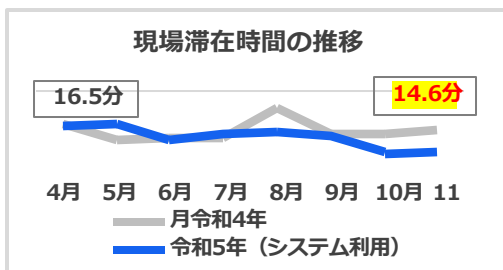 現場滞在時間の推移
16.5分
14.6分
4月 5月 6月 7月 8月 9月 10月 11
月令和4年
令和5年（システム利用）